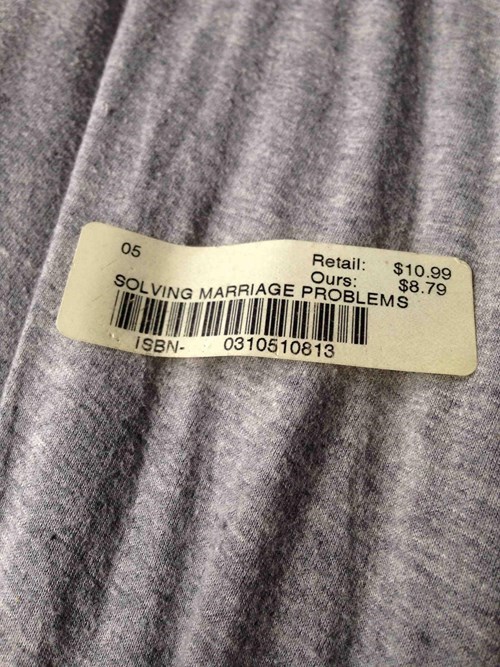 05
Retail: $10.99
Ours: $8.79
SOLVING MARRIAGE PROBLEMS
ISBN- 0310510813